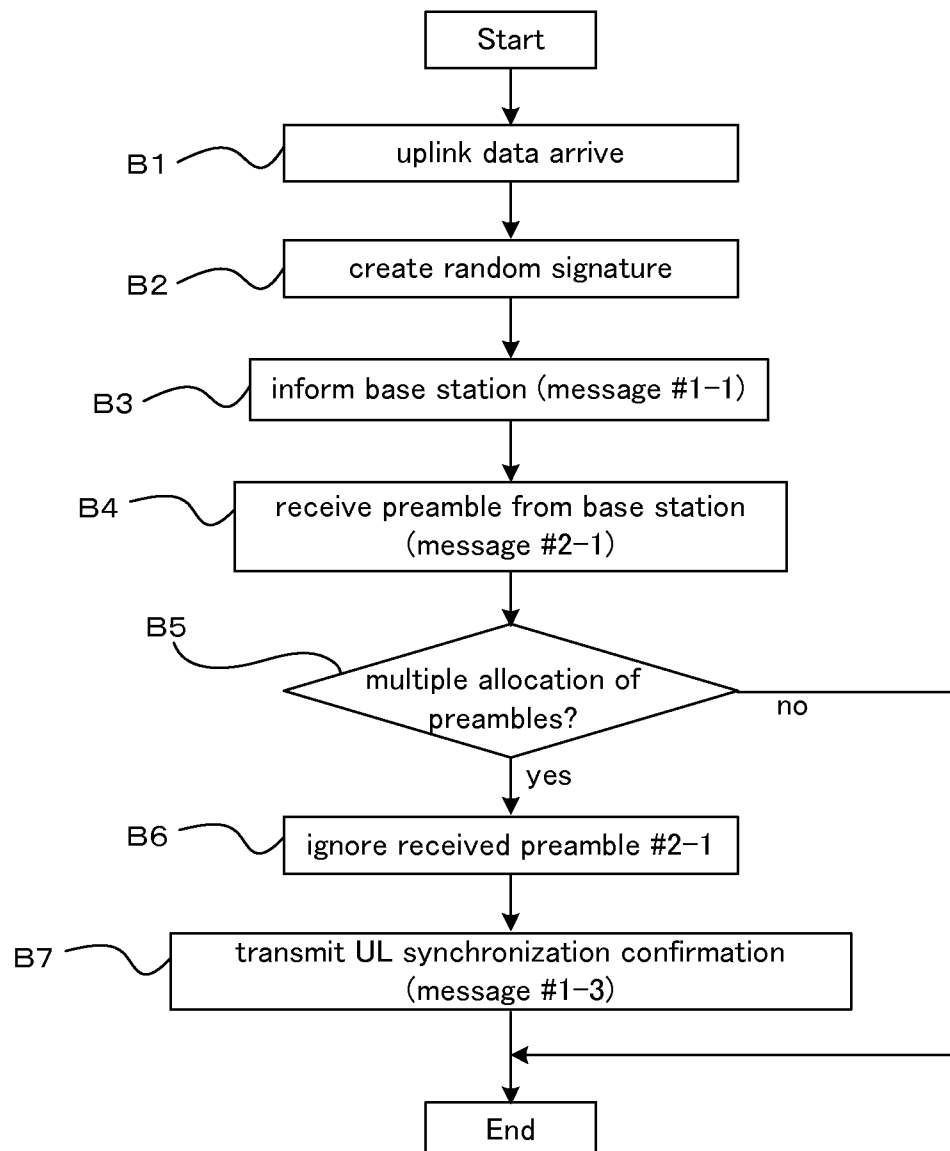 Start
B1
uplink data arrive
B2
create random signature
B3
inform base station (message #1-1)
B4
receive preamble from base station
(message #2-1)
B5
multiple allocation of
preambles?
no
yes
B6
ignore received preamble #2-1
B7
transmit UL synchronization confirmation
(message #1-3)
End